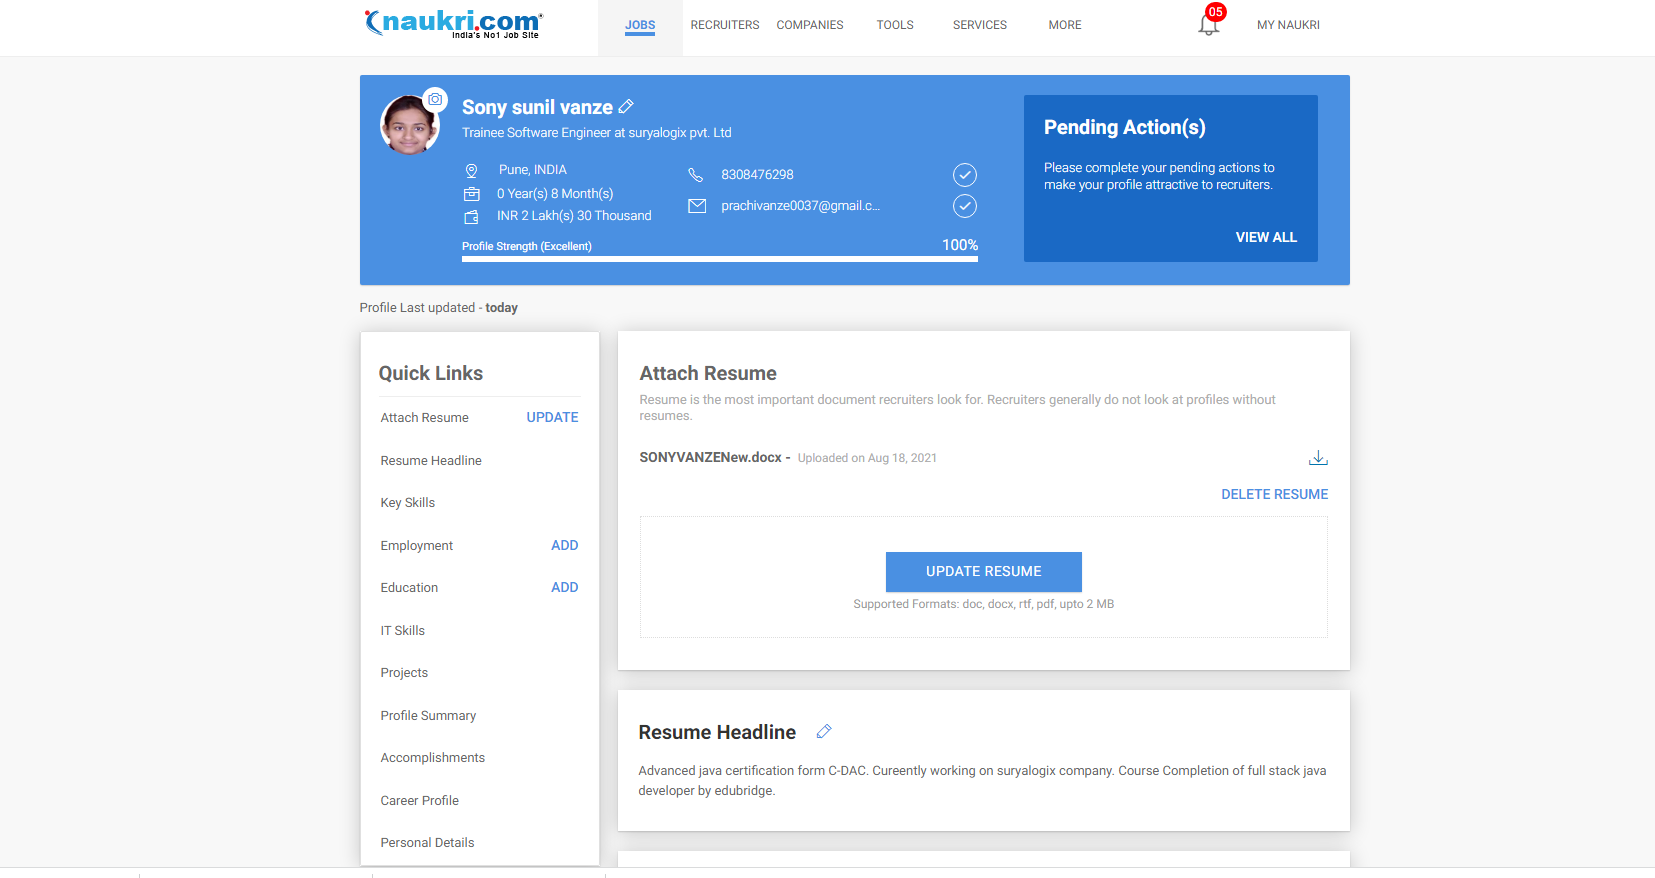 naukri.com
India's No1 Job Site
JOBS
RECRUITERS
COMPANIES
TOOLS
SERVICES
MORE
05
MY NAUKRI
Sony sunil vanze
Trainee Software Engineer at suryalogix pvt. Ltd
Pune, INDIA
0 Year(s) 8 Month(s)
INR 2 Lakh(s) 30 Thousand
8308476298
prachivanze0037@gmail.c...
Profile Strength (Excellent)
100%
Pending Action(s)
Please complete your pending actions to
make your profile attractive to recruiters.
VIEW ALL
Profile Last updated - today
Quick Links
Attach Resume
UPDATE
Resume Headline
Key Skills
Employment
ADD
Education
ADD
IT Skills
Projects
Profile Summary
Accomplishments
Career Profile
Personal Details
Attach Resume
Resume is the most important document recruiters look for. Recruiters generally do not look at profiles without
resumes.
SONYVANZENew.docx - Uploaded on Aug 18, 2021
DELETE RESUME
UPDATE RESUME
Supported Formats: doc, docx, rtf, pdf, upto 2 MB
Resume Headline
Advanced java certification form C-DAC. Cureently working on suryalogix company. Course Completion of full stack java
developer by edubridge.